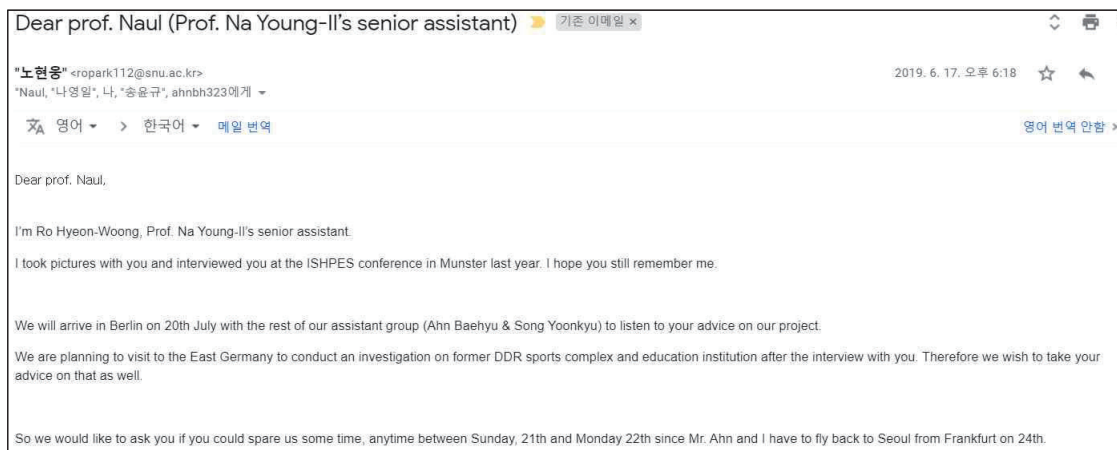 Dear prof. Naul (Prof. Na Young-Il's senior assistant) 기존 이메일 ×
"노현웅" <ropark112@snu.ac.kr> 2019. 6. 17. 오후 6:18
"Naul, "나영일", 나, "송윤규", ahnbh323에게
영어 > 한국어 메일 번역 영어 번역 안함 ×
Dear prof. Naul,
I'm Ro Hyeon-Woong, Prof. Na Young-Il's senior assistant.
I took pictures with you and interviewed you at the ISHPES conference in Munster last year. I hope you still remember me.
We will arrive in Berlin on 20th July with the rest of our assistant group (Ahn Baehyu & Song Yoonkyu) to listen to your advice on our project.
We are planning to visit to the East Germany to conduct an investigation on former DDR sports complex and education institution after the interview with you. Therefore we wish to take your
advice on that as well.
So we would like to ask you if you could spare us some time, anytime between Sunday, 21th and Monday 22th since Mr. Ahn and I have to fly back to Seoul from Frankfurt on 24th.